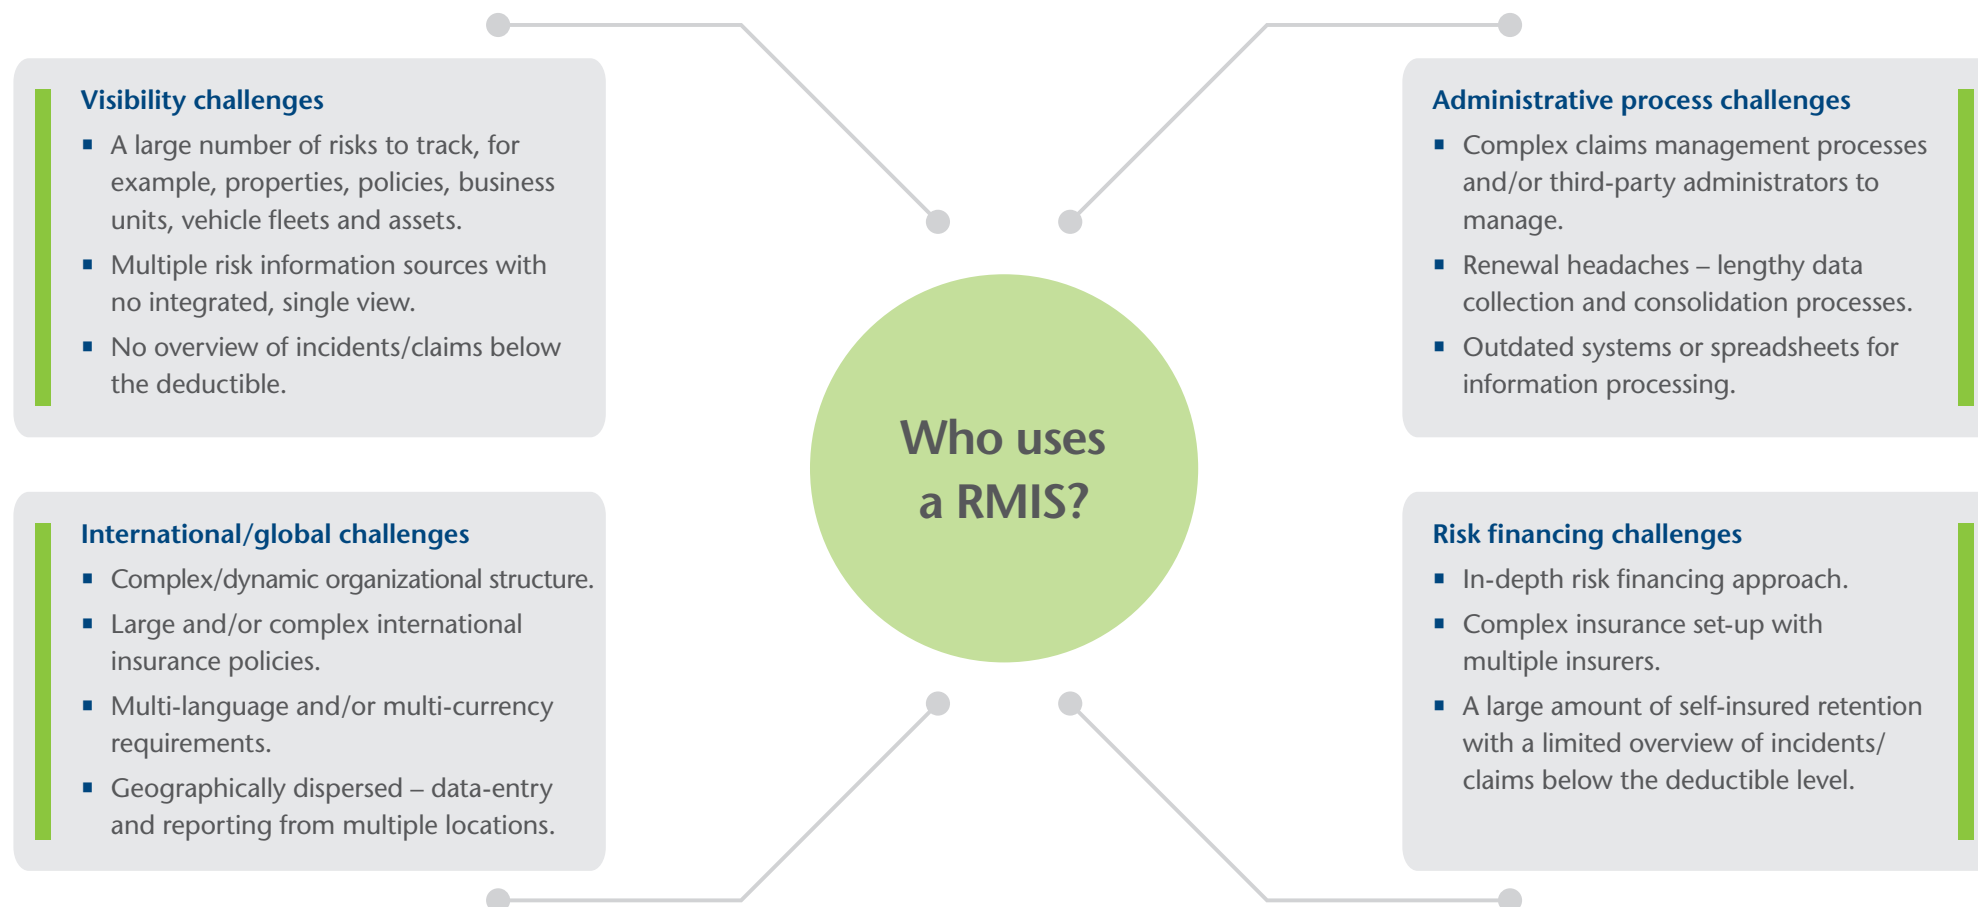 Visibility challenges
▪ A large number of risks to track, for
example, properties, policies, business
units, vehicle fleets and assets.
▪ Multiple risk information sources with
no integrated, single view.
▪ No overview of incidents/claims below
the deductible.
Administrative process challenges
▪ Complex claims management processes
and/or third-party administrators to
manage.
▪ Renewal headaches – lengthy data
collection and consolidation processes.
▪ Outdated systems or spreadsheets for
information processing.
Who uses
a RMIS?
International/global challenges
▪ Complex/dynamic organizational structure.
▪ Large and/or complex international
insurance policies.
▪ Multi-language and/or multi-currency
requirements.
▪ Geographically dispersed – data-entry
and reporting from multiple locations.
Risk financing challenges
▪ In-depth risk financing approach.
▪ Complex insurance set-up with
multiple insurers.
▪ A large amount of self-insured retention
with a limited overview of incidents/
claims below the deductible level.